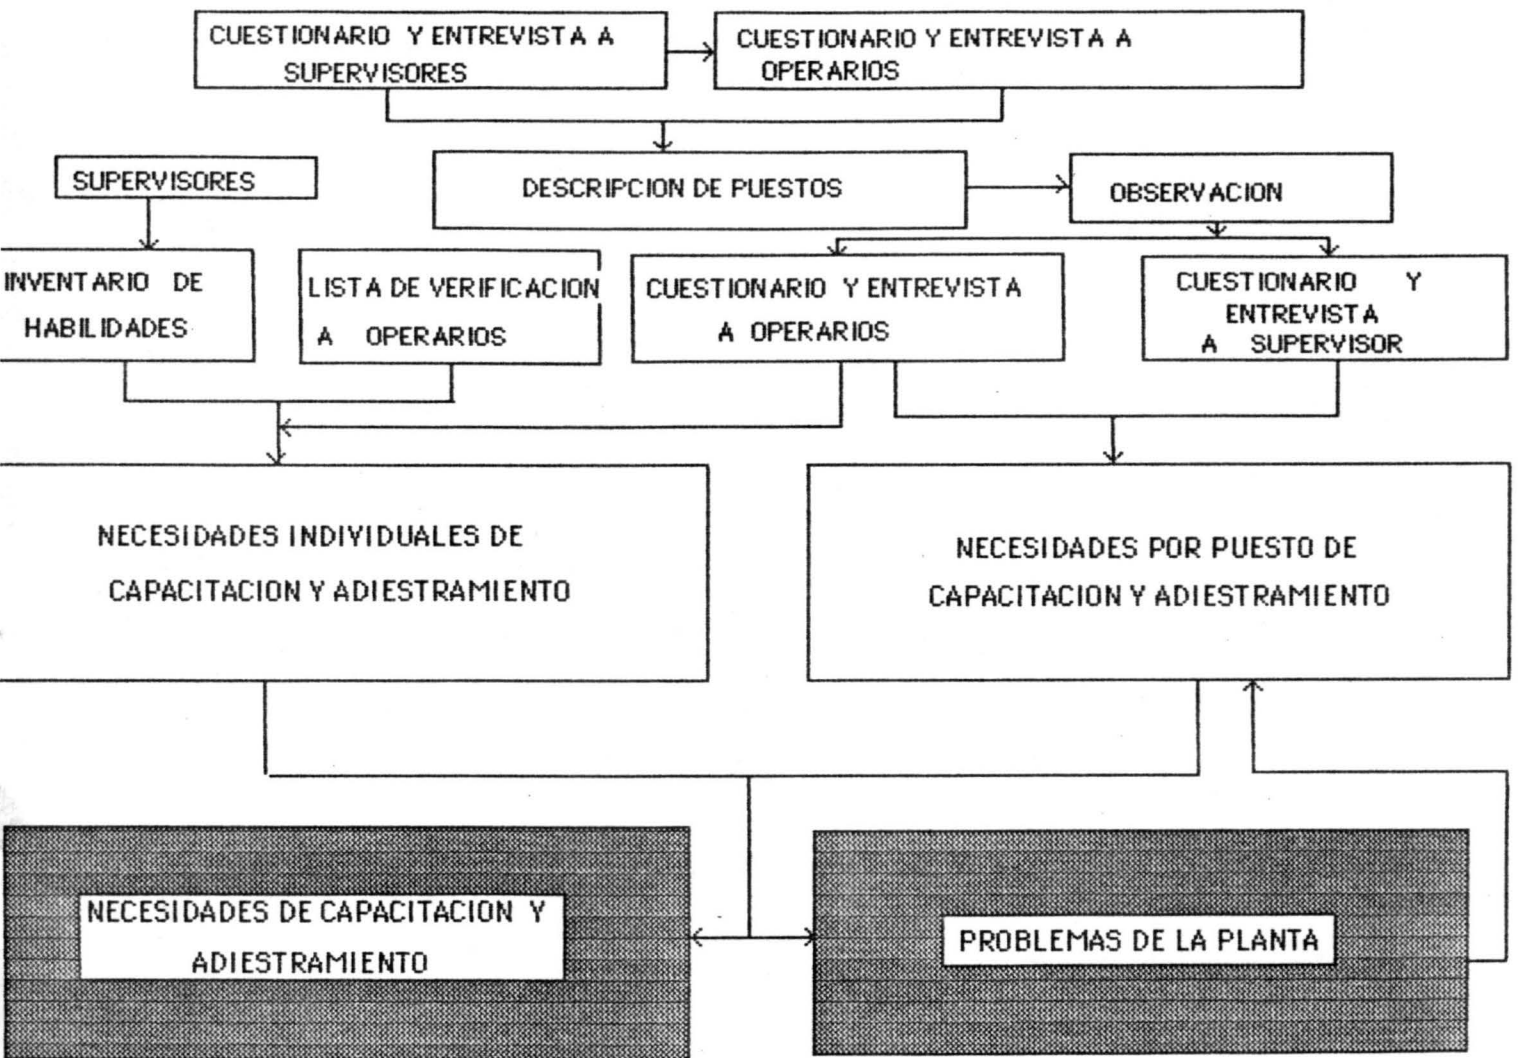 CUESTIONARIO Y ENTREVISTA A
SUPERVISORES
CUESTIONARIO Y ENTREVISTA A
OPERARIOS
SUPERVISORES
DESCRIPCION DE PUESTOS
OBSERVACION
INVENTARIO DE
HABILIDADES
LISTA DE VERIFICACION
A OPERARIOS
CUESTIONARIO Y ENTREVISTA
A OPERARIOS
CUESTIONARIO Y
ENTREVISTA
A SUPERVISOR
NECESIDADES INDIVIDUALES DE
CAPACITACION Y ADIESTRAMIENTO
NECESIDADES POR PUESTO DE
CAPACITACION Y ADIESTRAMIENTO
NECESIDADES DE CAPACITACION Y
ADIESTRAMIENTO
PROBLEMAS DE LA PLANTA